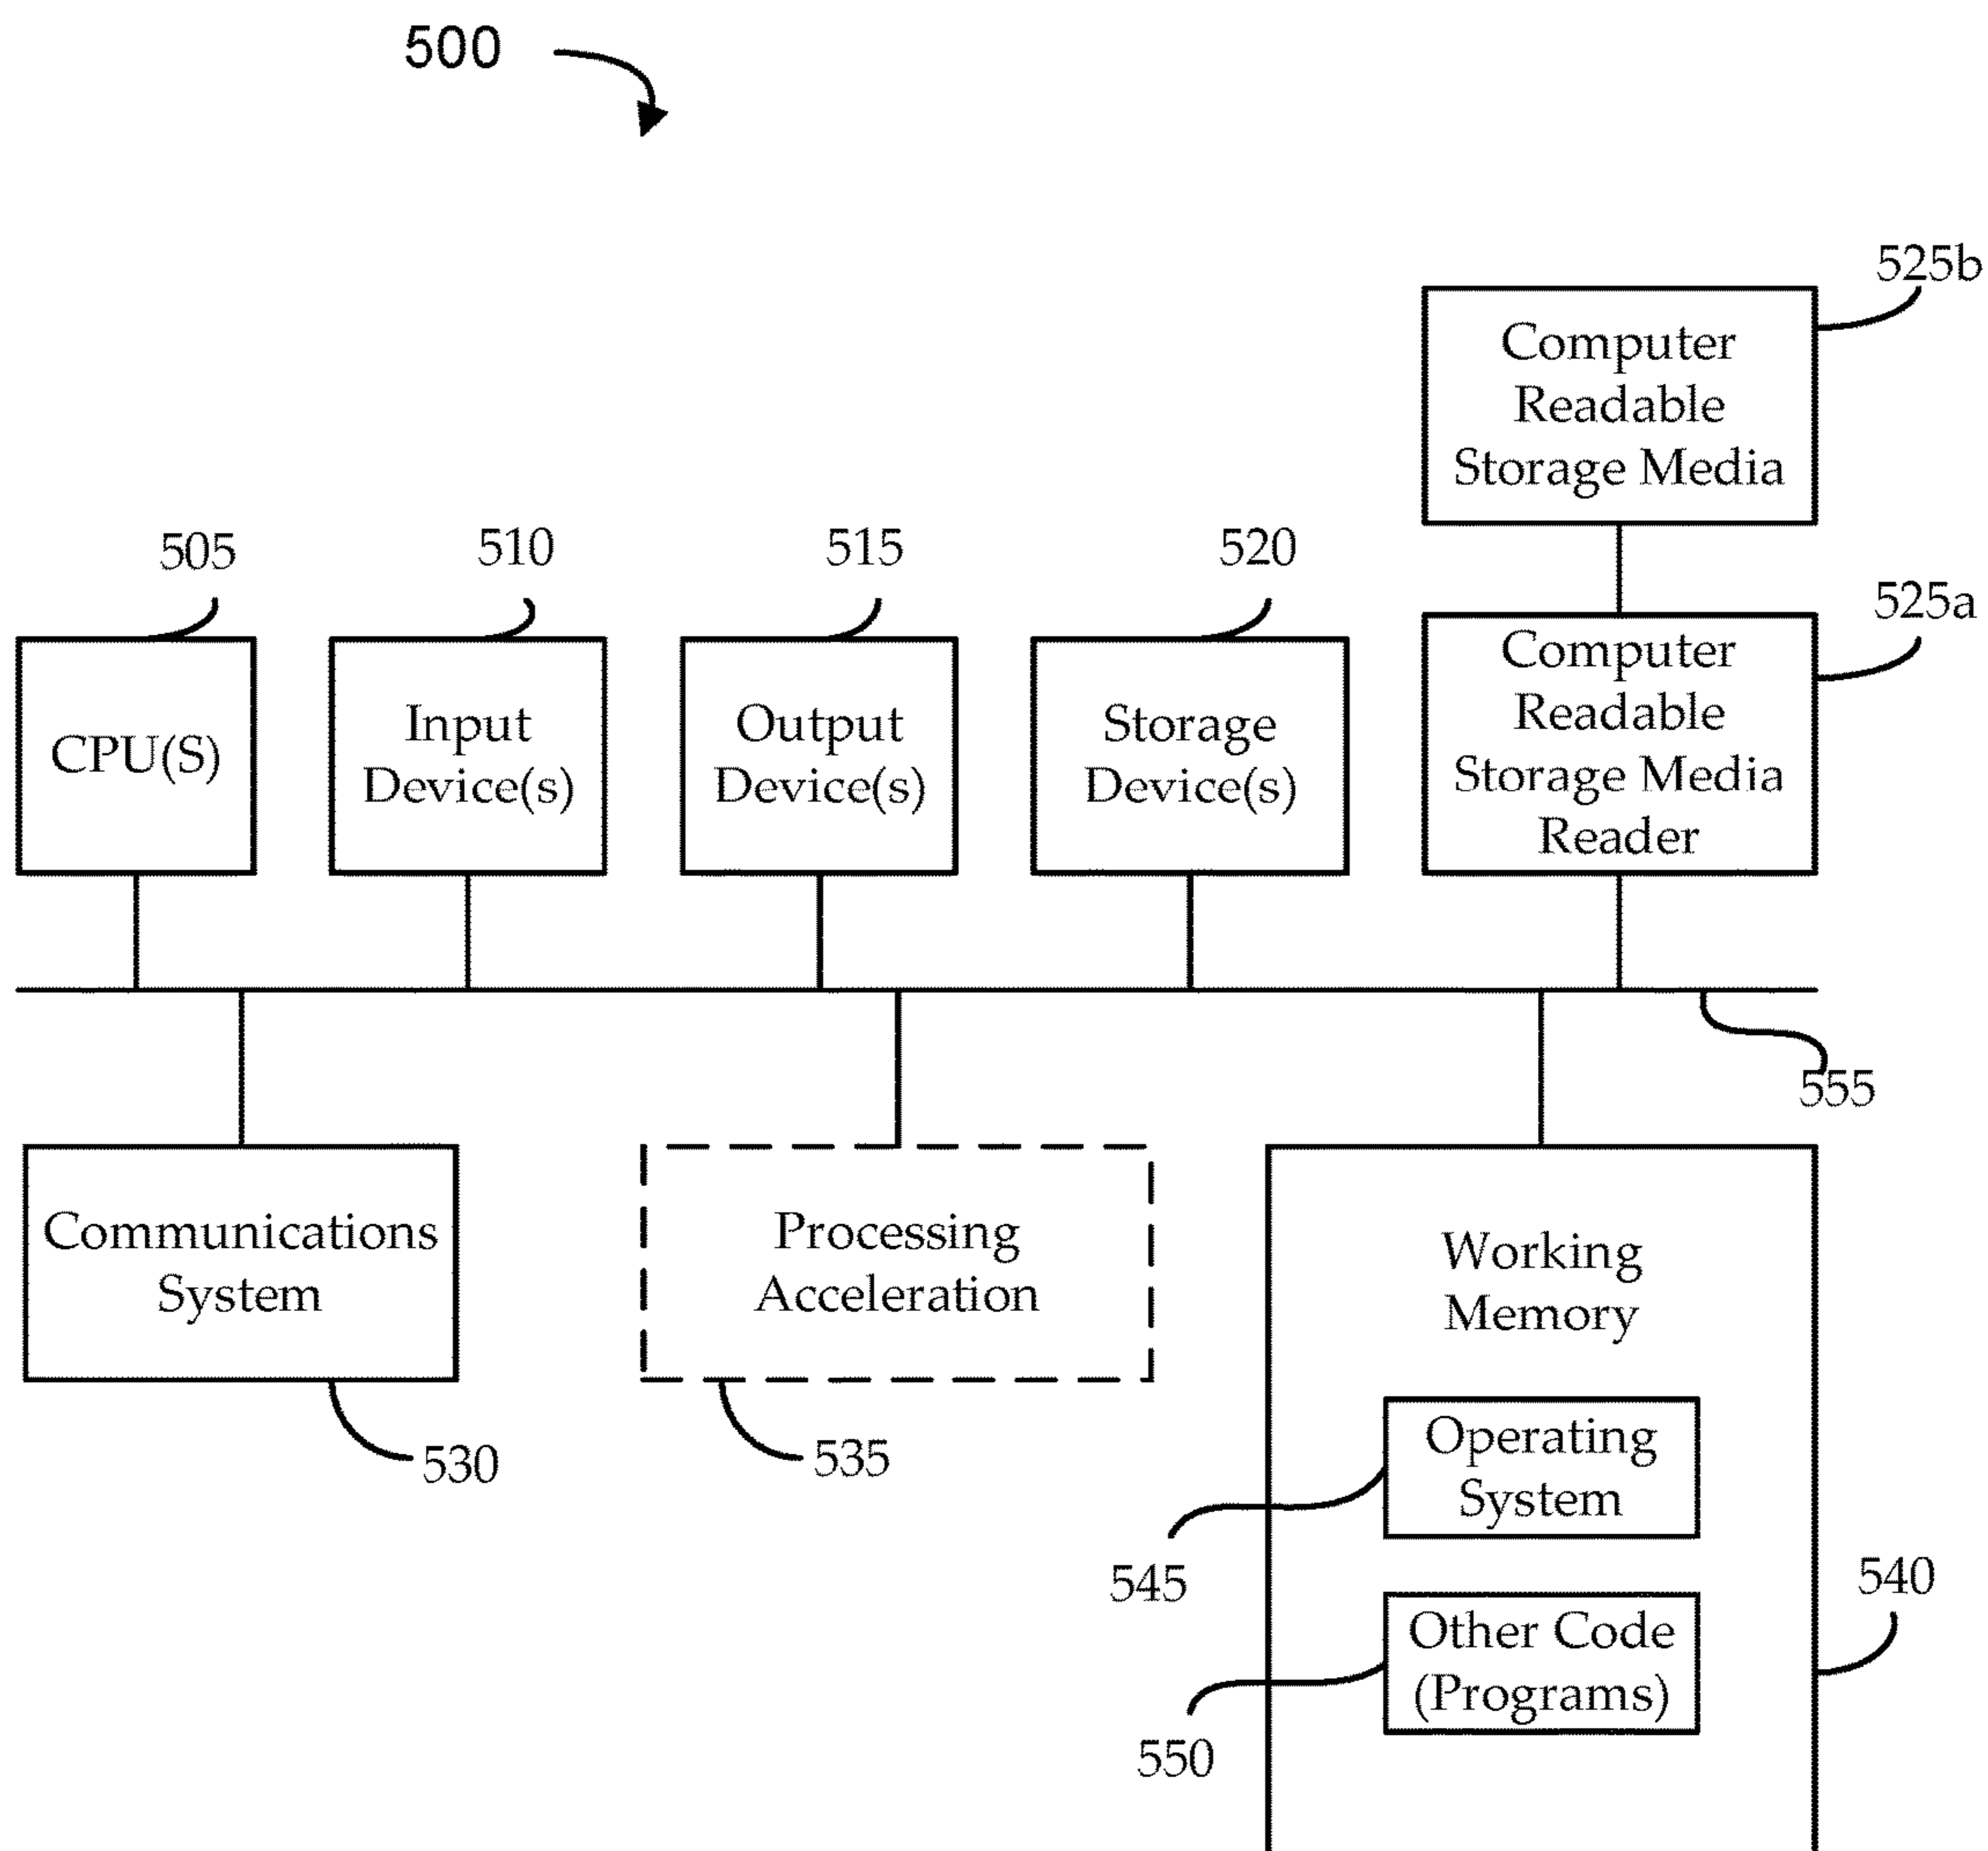 500
525b
Computer
Readable
Storage Media
505
510
515
520
525a
CPU(S)
Input
Device(s)
Output
Device(s)
Storage
Device(s)
Computer
Readable
Storage Media
Reader
555
Communications
System
Processing
Acceleration
Working
Memory
530
535
Operating
System
545
540
Other Code
(Programs)
550